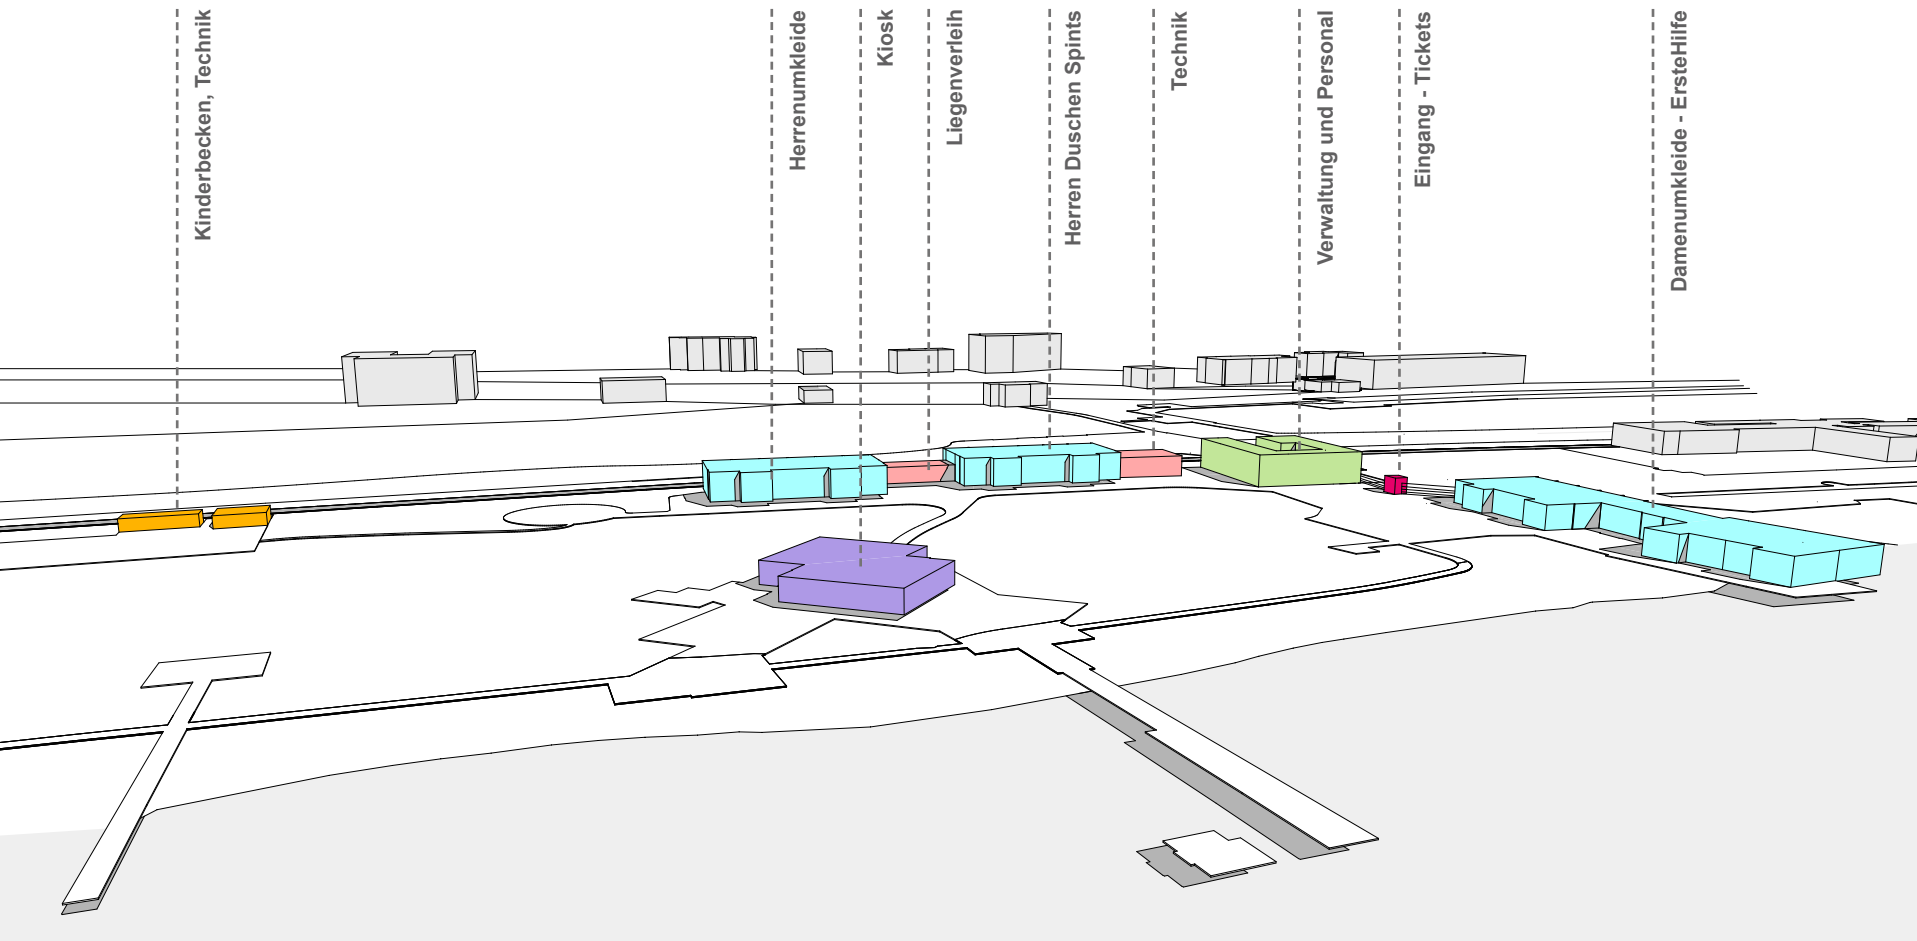 Kinderbecken, Technik
Herrenumkleide
Kiosk
Liegenverleih
Herren Duschen Spints
Technik
Verwaltung und Personal
Eingang - Tickets
Damenumkleide - ErsteHilfe